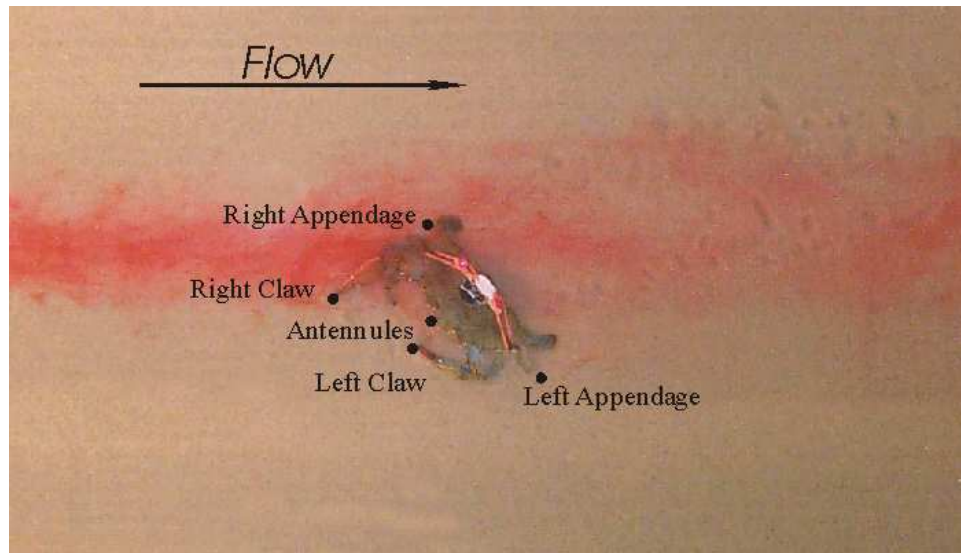 Flow
Right Appendage
Right Claw
Antennules
Left Claw
Left Appendage